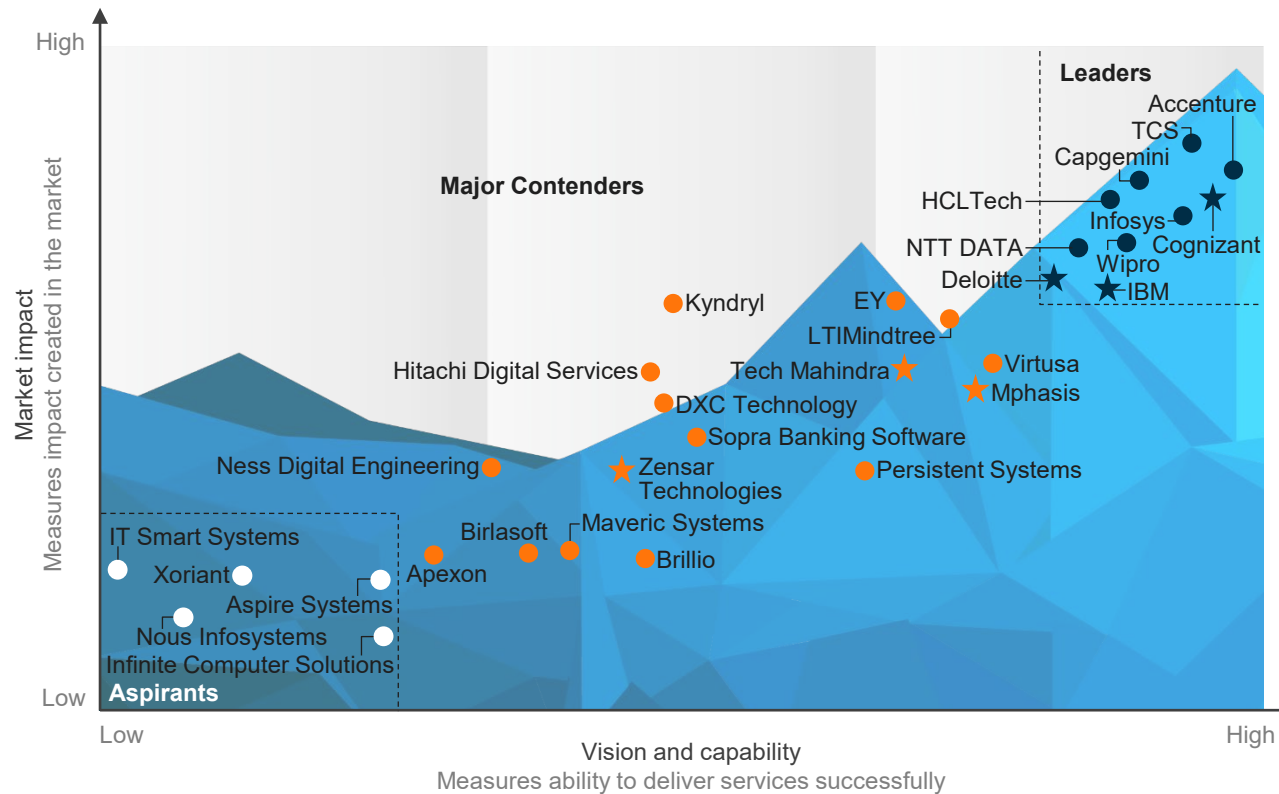 High
Leaders
Accenture
TCS
Capgemini
Major Contenders
HCLTech
Infosys
NTT DATA
Cognizant
Wipro
Deloitte
IBM
Kyndryl
EY
LTIMindtree
Hitachi Digital Services
Tech Mahindra
Virtusa
Mphasis
DXC Technology
Sopra Banking Software
Ness Digital Engineering
Zensar
Technologies
Persistent Systems
Maveric Systems
Birlasoft
IT Smart Systems
Xoriant
Apexon
Brillio
Aspire Systems
Nous Infosystems
Infinite Computer Solutions
Aspirants
Low
Market impact
Measures impact created in the market
Low
High
Vision and capability
Measures ability to deliver services successfully